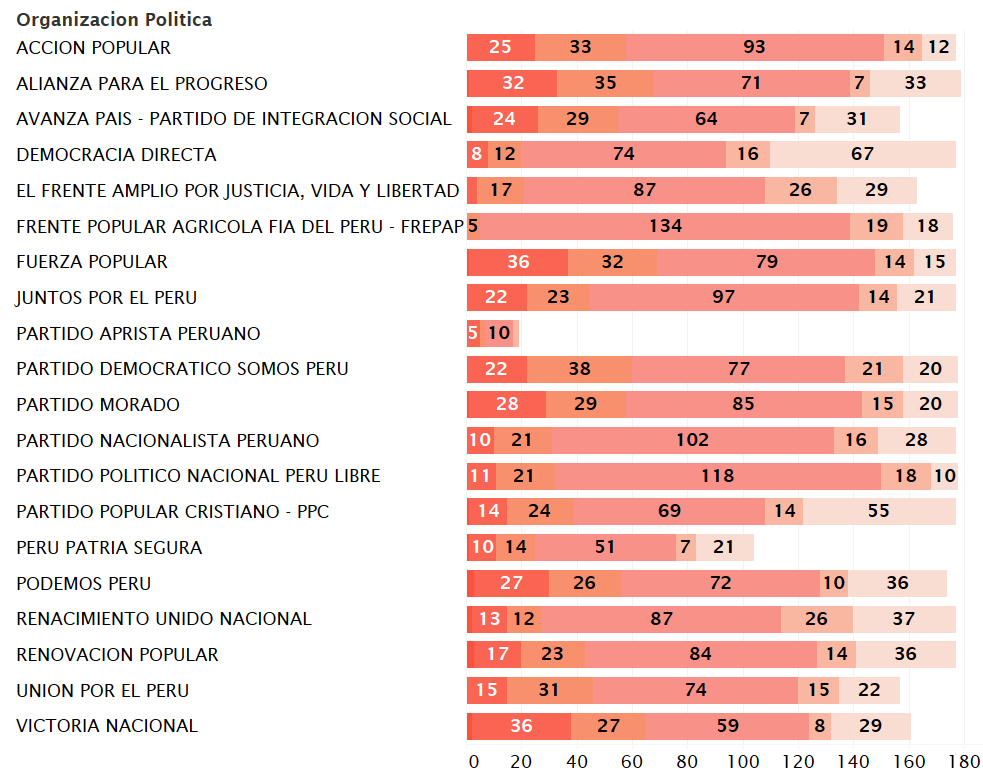 Organizacion Politica
ACCION POPULAR 25 33 93 14 12
ALIANZA PARA EL PROGRESO 32 35 71 7 33
AVANZA PAIS - PARTIDO DE INTEGRACION SOCIAL 24 29 64 7 31
DEMOCRACIA DIRECTA 8 12 74 16 67
EL FRENTE AMPLIO POR JUSTICIA, VIDA Y LIBERTAD 17 87 26 29
FRENTE POPULAR AGRICOLA FIA DEL PERU - FREPAP 5 134 19 18
FUERZA POPULAR 36 32 79 14 15
JUNTOS POR EL PERU 22 23 97 14 21
PARTIDO APRISTA PERUANO 5 10
PARTIDO DEMOCRATICO SOMOS PERU 22 38 77 21 20
PARTIDO MORADO 28 29 85 15 20
PARTIDO NACIONALISTA PERUANO 10 21 102 16 28
PARTIDO POLITICO NACIONAL PERU LIBRE 11 21 118 18 10
PARTIDO POPULAR CRISTIANO - PPC 14 24 69 14 55
PERU PATRIA SEGURA 10 14 51 7 21
PODEMOS PERU 27 26 72 10 36
RENACIMIENTO UNIDO NACIONAL 13 12 87 26 37
RENOVACION POPULAR 17 23 84 14 36
UNION POR EL PERU 15 31 74 15 22
VICTORIA NACIONAL 36 27 59 8 29
0 20 40 60 80 100 120 140 160 180